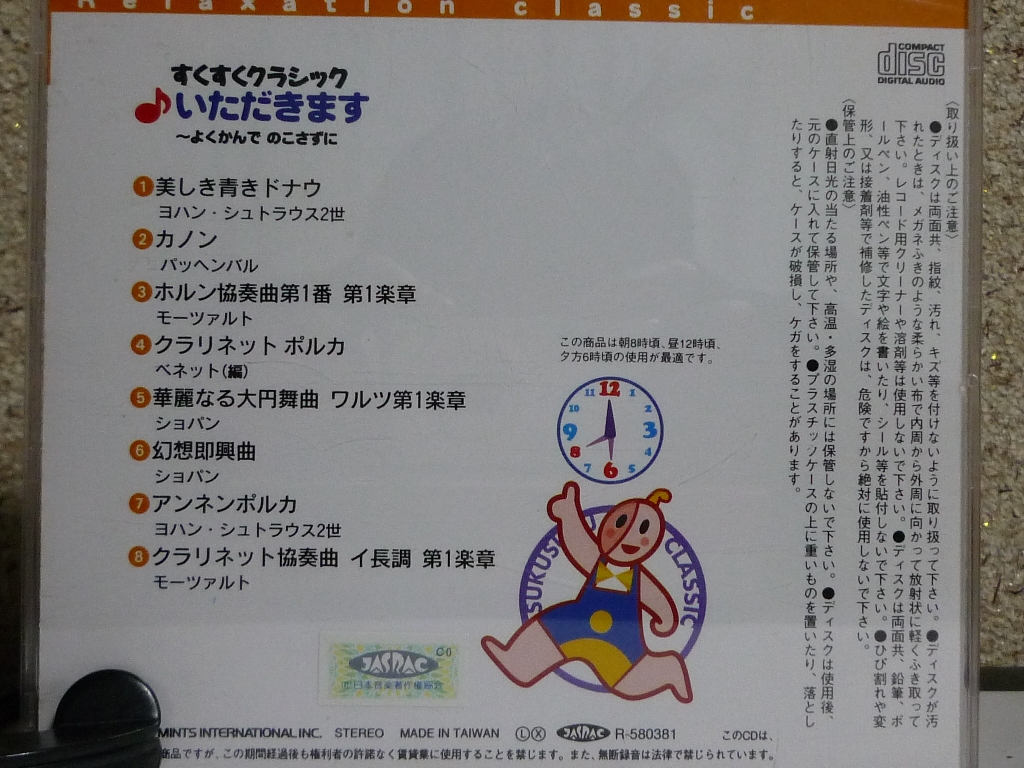 Relaxation classic
COMPACT
disc
DIGITAL AUDIO
すくすくクラシック
♪いただきます
～よくかんで のこさずに
1 美しき青きドナウ
ヨハン・シュトラウス2世
2 カノン
パッヘンバル
3 ホルン協奏曲第1番 第1楽章
モーツァルト
4 クラリネット ポルカ
ベネット(編)
5 華麗なる大円舞曲 ワルツ第1楽章
ショパン
6 幻想即興曲
ショパン
7 アンネンポルカ
ヨハン・シュトラウス2世
8 クラリネット協奏曲 イ長調 第1楽章
モーツァルト
この商品は朝8時頃、昼12時頃、
夕方6時頃の使用が最適です。
12
11 1
10 2
9 3
8 4
7 5
6
SUKUS
CLASSIC
〈取り扱い上のご注意〉
●ディスクは両面共、指紋、汚れ、キズ等を付けないように取り扱って下さい。●ディスクが汚
れたときは、メガネふきのような柔らかい布で内周から外周に向かって放射状に軽くふき取って
下さい。レコード用クリーナーや溶剤等は使用しないで下さい。●ディスクは両面共、鉛筆、ボ
ールペン、油性ペン等で文字や絵を書いたり、シール等を貼付しないで下さい。●ひび割れや変
形、又は接着剤等で補修したディスクは、危険ですから絶対に使用しないで下さい。
〈保管上のご注意〉
●直射日光の当たる場所や、高温・多湿の場所には保管しないで下さい。●ディスクは使用後、
元のケースに入れて保管して下さい。●プラスチッツケースの上に重いものを置いたり、落とし
たりすると、ケースが破損し、ケガをすることがあります。
JASRAC
C-0
日本音楽著作権協会
MINTS INTERNATIONAL INC. STEREO MADE IN TAIWAN Ⓛ Ⓧ JASRAC R-580381 このCDは、
商品ですが、この期間経過後も権利者の許諾なく賃貸業に使用することを禁じます。また、無断録音は法律で禁じられています。